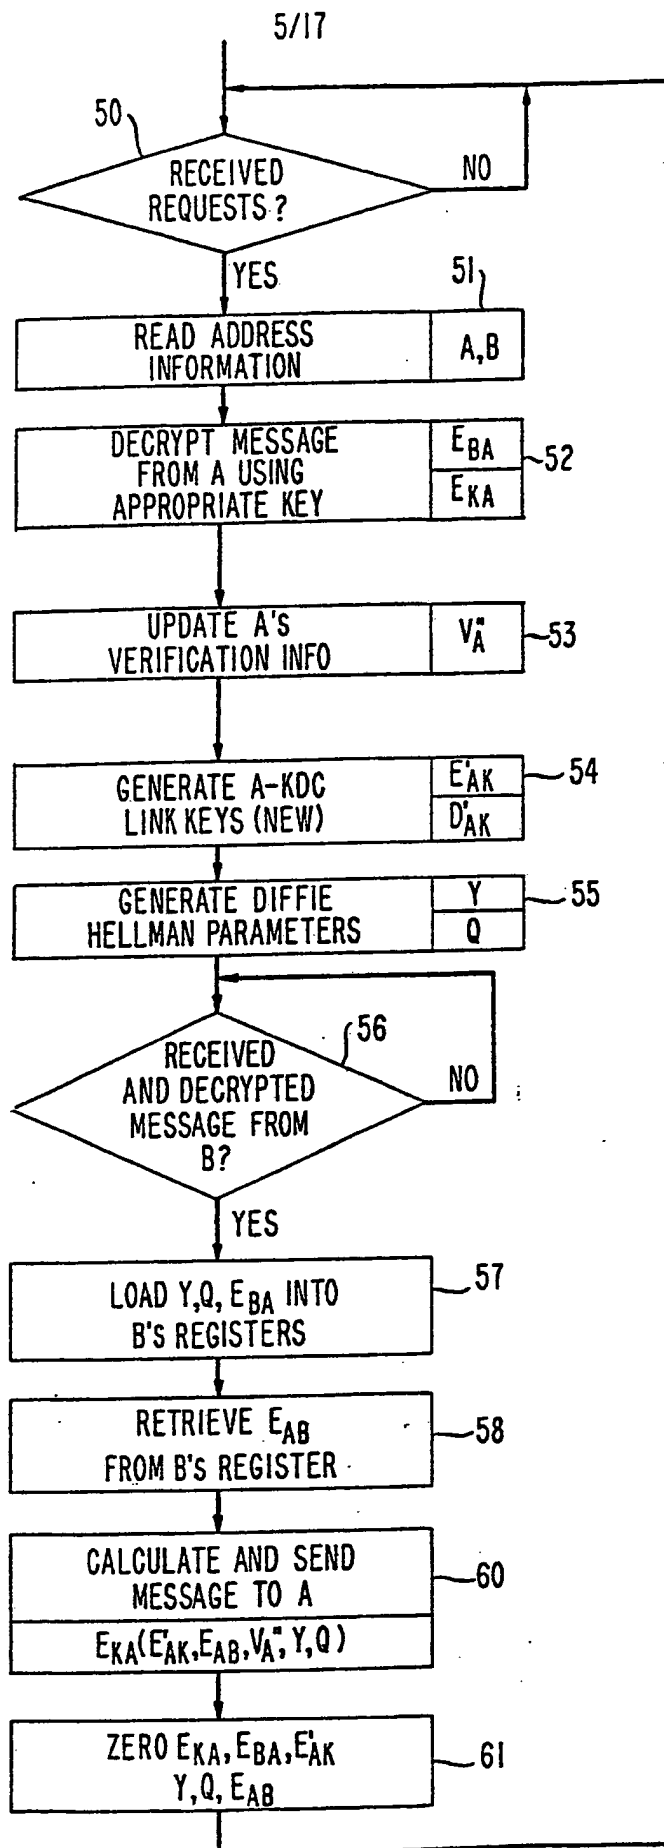 5/17
50
RECEIVED
REQUESTS?
NO
YES
51
READ ADDRESS
INFORMATION
A,B
DECRYPT MESSAGE
FROM A USING
APPROPRIATE KEY
E_BA
E_KA
52
UPDATE A'S
VERIFICATION INFO
V_A"
53
GENERATE A-KDC
LINK KEYS (NEW)
E'_AK
D'_AK
54
GENERATE DIFFIE
HELLMAN PARAMETERS
Y
Q
55
56
RECEIVED
AND DECRYPTED
MESSAGE FROM
B?
NO
YES
LOAD Y,Q, E_BA INTO
B'S REGISTERS
57
RETRIEVE E_AB
FROM B'S REGISTER
58
CALCULATE AND SEND
MESSAGE TO A
E_KA(E'_AK,E_AB,V_A",Y,Q)
60
ZERO E_KA, E_BA, E'_AK
Y,Q, E_AB
61